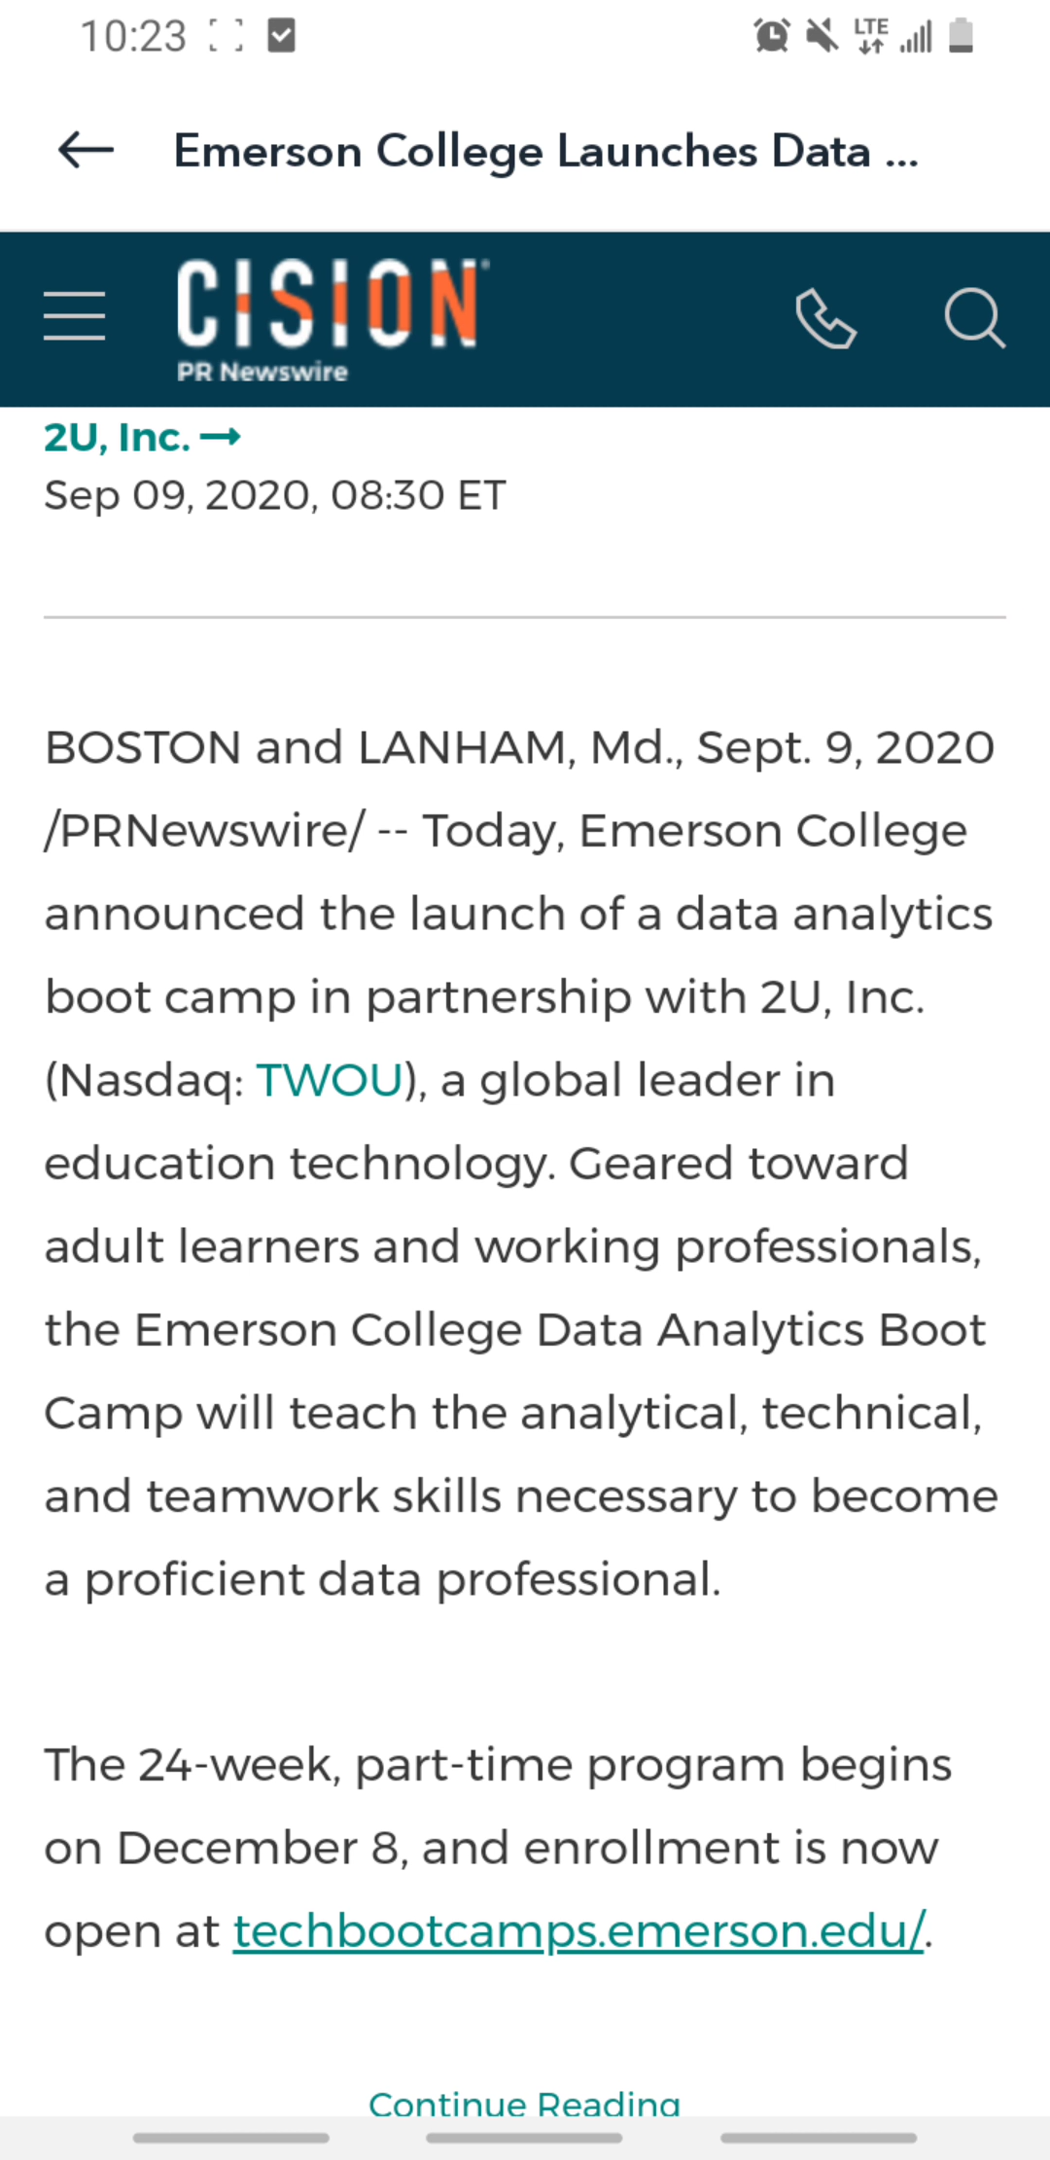 10:23
LTE
Emerson College Launches Data ...
CISION
PR Newswire
2U, Inc. →
Sep 09, 2020, 08:30 ET
BOSTON and LANHAM, Md., Sept. 9, 2020
/PRNewswire/ -- Today, Emerson College
announced the launch of a data analytics
boot camp in partnership with 2U, Inc.
(Nasdaq: TWOU), a global leader in
education technology. Geared toward
adult learners and working professionals,
the Emerson College Data Analytics Boot
Camp will teach the analytical, technical,
and teamwork skills necessary to become
a proficient data professional.
The 24-week, part-time program begins
on December 8, and enrollment is now
open at techbootcamps.emerson.edu/.
Continue Reading